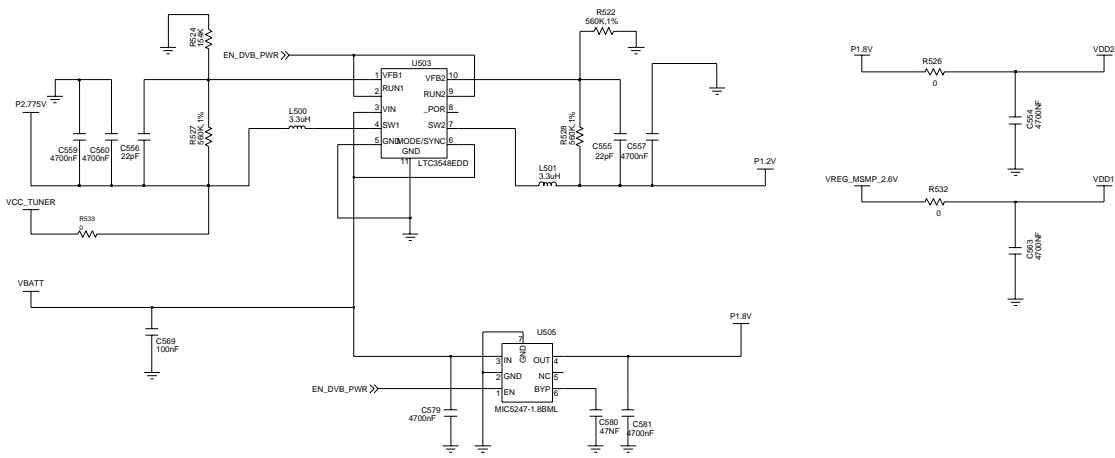 R522
560K,1%
R524
154K
EN_DVB_PWR
U503
1 VFB1 VFB2 10
2 RUN1 RUN2 9
3 VIN _POR 8
4 SW1 SW2 7
5 GND MODE/SYNC 6
GND
11
LTC3548EDD
P2.775V
C559
4700nF
C560
4700nF
C556
22pF
R527
560K,1%
L500
3.3uH
R528
560K,1%
C555
22pF
C557
4700nF
L501
3.3uH
P1.2V
VCC_TUNER
R533
0
P1.8V
R526
0
VDD2
C554
4700NF
VREG_MSMP_2.6V
R532
0
VDD1
C563
4700NF
VBATT
C569
100nF
U505
7
GND
3 IN OUT 4
2 GND NC 5
1 EN BYP 6
MIC5247-1.8BML
EN_DVB_PWR
P1.8V
C579
4700nF
C580
47NF
C581
4700nF